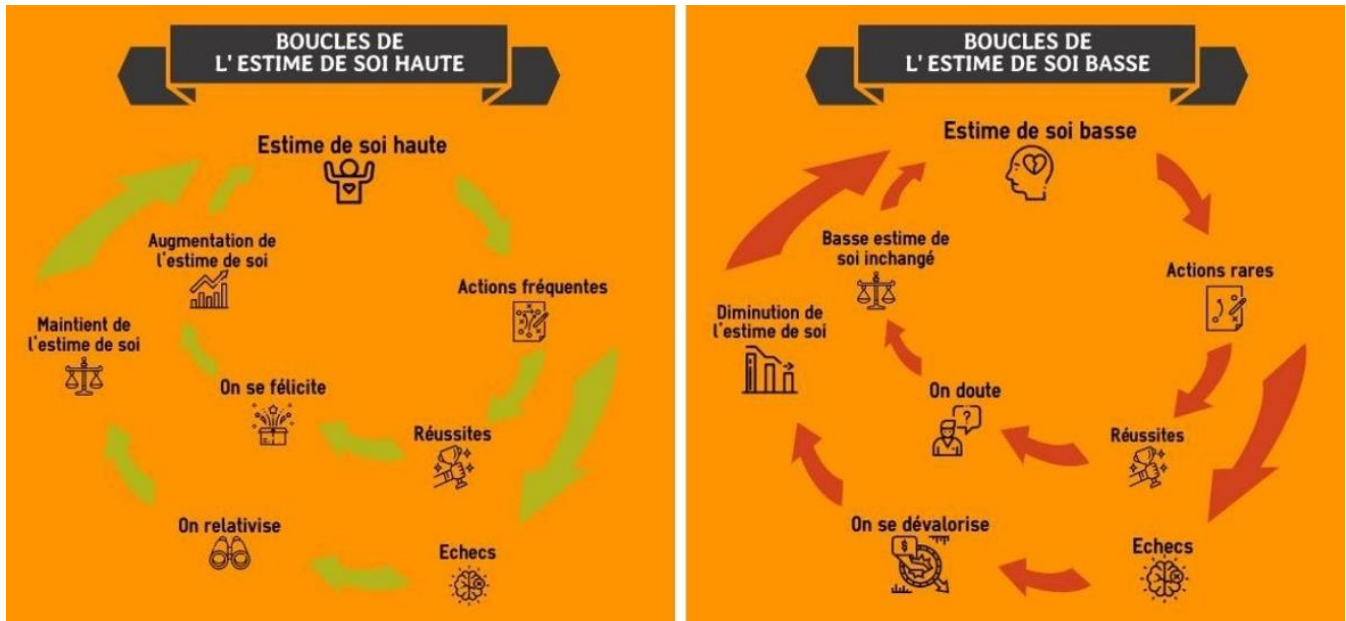 BOUCLES DE
L' ESTIME DE SOI HAUTE
Estime de soi haute
Augmentation de
l'estime de soi
Actions fréquentes
Maintient de
l'estime de soi
On se félicite
Réussites
On relativise
Echecs
BOUCLES DE
L' ESTIME DE SOI BASSE
Estime de soi basse
Basse estime de
soi inchangé
Actions rares
Diminution de
l'estime de soi
On doute
?
Réussites
On se dévalorise
$
Echecs